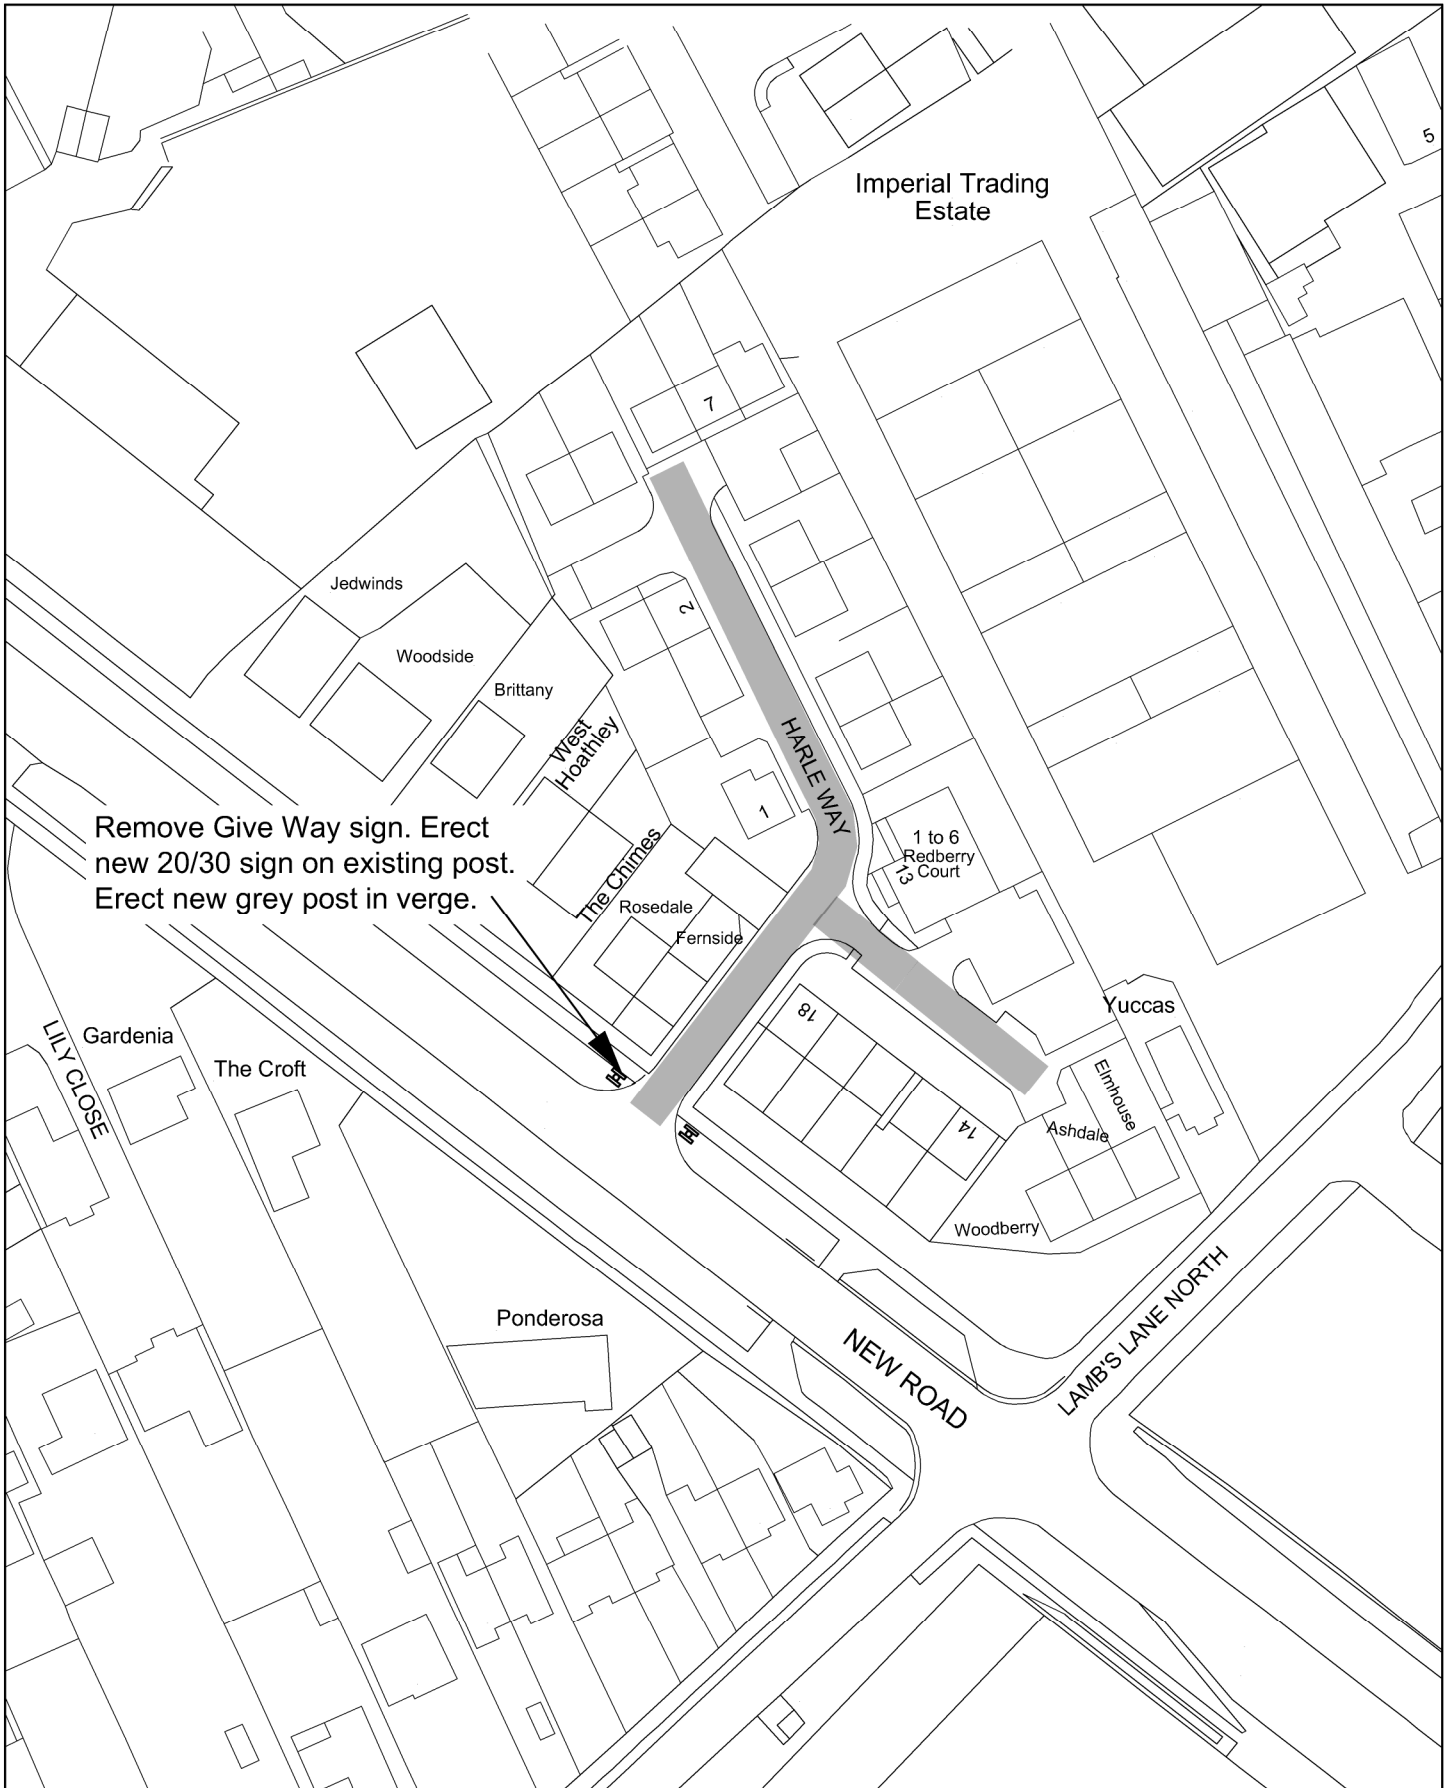 Imperial Trading
Estate
5
7
Jedwinds
2
Woodside
Brittany
West
Hoathley
HARLE WAY
1
Remove Give Way sign. Erect
new 20/30 sign on existing post.
Erect new grey post in verge.
1 to 6
Redberry
Court
13
The Chimes
Rosedale
Fernside
Yuccas
18
LILY CLOSE
Gardenia
The Croft
Elmhouse
14
Ashdale
Woodberry
Ponderosa
NEW ROAD
LAMB'S LANE NORTH